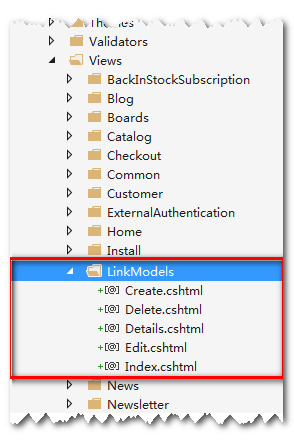 Themes
Validators
Views
BackInStockSubscription
Blog
Boards
Catalog
Checkout
Common
Customer
ExternalAuthentication
Home
Install
LinkModels
+[@] Create.cshtml
+[@] Delete.cshtml
+[@] Details.cshtml
+[@] Edit.cshtml
+[@] Index.cshtml
News
Newsletter